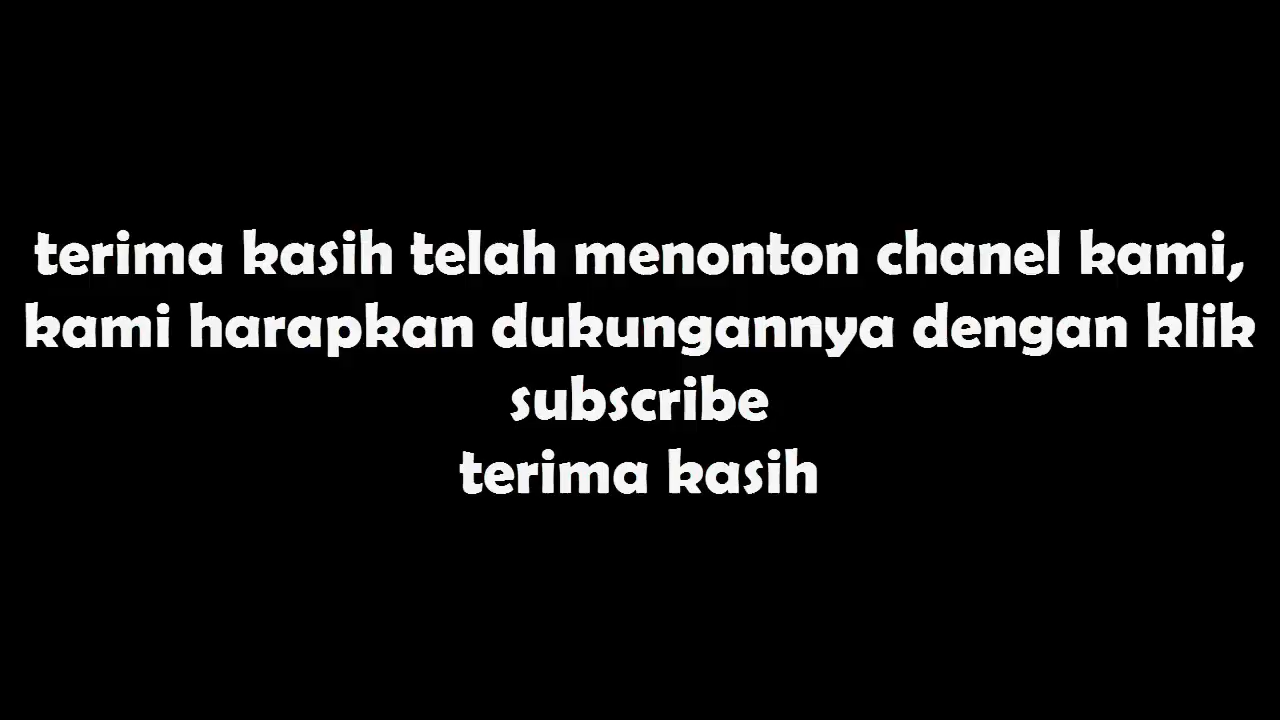 terima kasih telah menonton chanel kami,
kami harapkan dukungannya dengan klik
subscribe
terima kasih